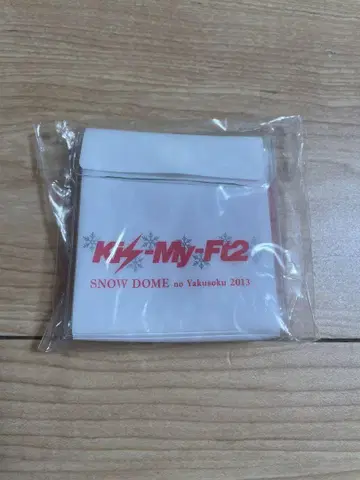 Kis-My-Ft2
SNOW DOME no Yakusoku 2013